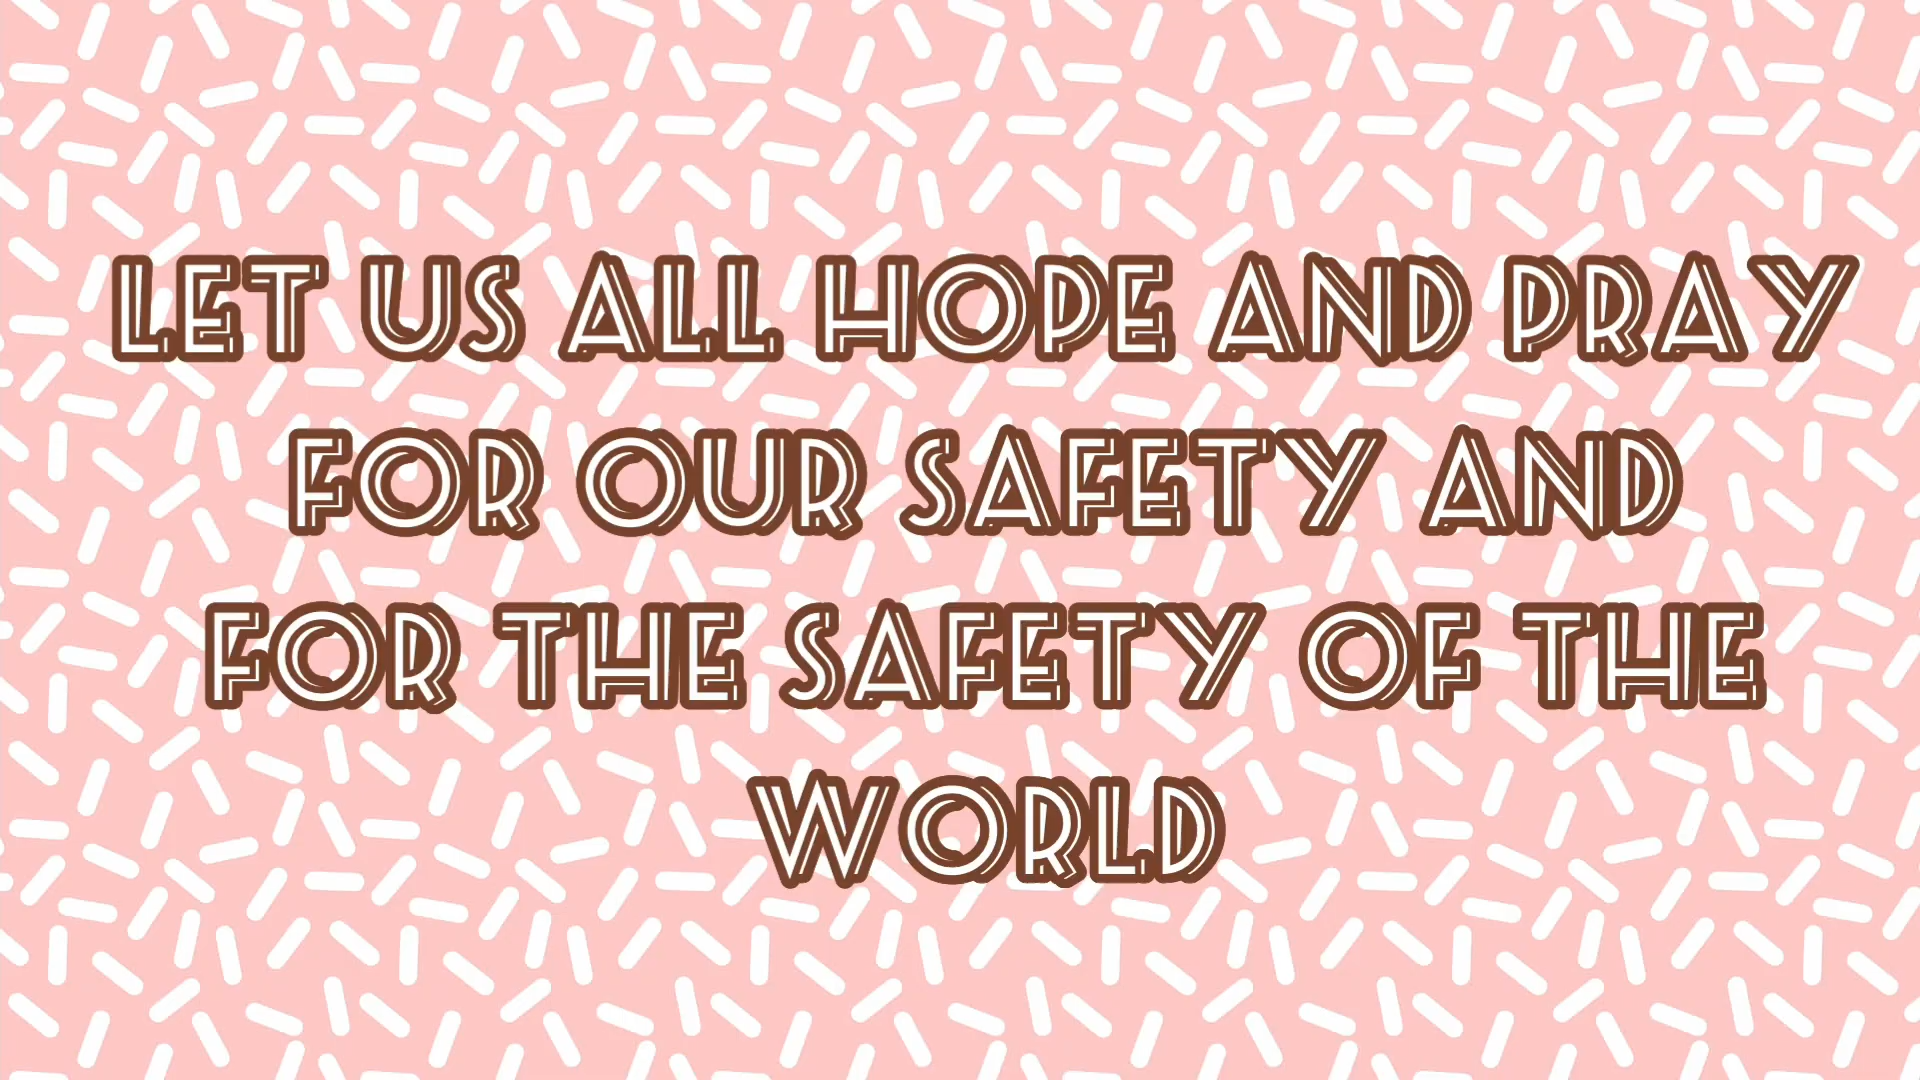 LET US ALL HOPE AND PRAY
FOR OUR SAFETY AND
FOR THE SAFETY OF THE
WORLD